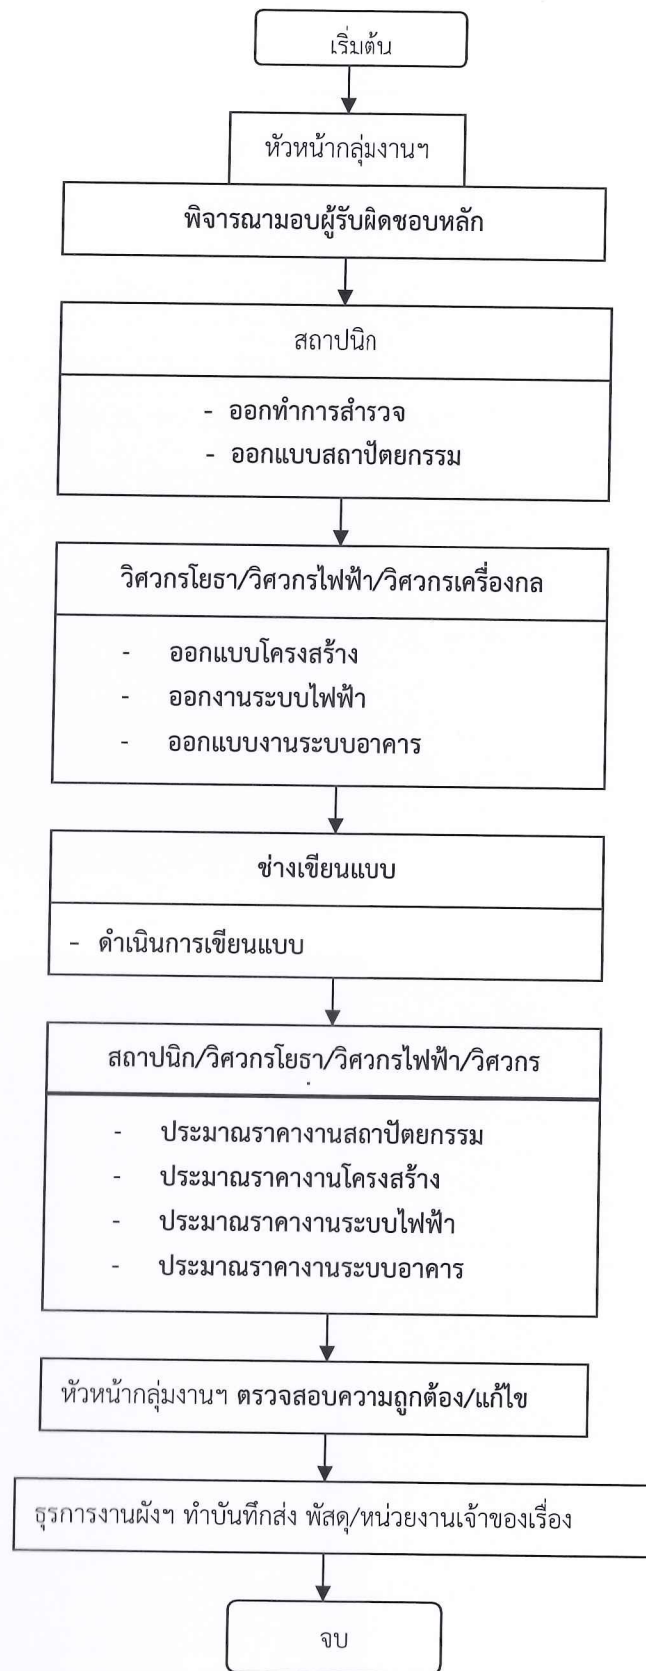 เริ่มต้น
หัวหน้ากลุ่มงานฯ
พิจารณามอบผู้รับผิดชอบหลัก
สถาปนิก
- ออกทำการสำรวจ
- ออกแบบสถาปัตยกรรม
วิศวกรโยธา/วิศวกรไฟฟ้า/วิศวกรเครื่องกล
- ออกแบบโครงสร้าง
- ออกงานระบบไฟฟ้า
- ออกแบบงานระบบอาคาร
ช่างเขียนแบบ
- ดำเนินการเขียนแบบ
สถาปนิก/วิศวกรโยธา/วิศวกรไฟฟ้า/วิศวกร
- ประมาณราคางานสถาปัตยกรรม
- ประมาณราคางานโครงสร้าง
- ประมาณราคางานระบบไฟฟ้า
- ประมาณราคางานระบบอาคาร
หัวหน้ากลุ่มงานฯ ตรวจสอบความถูกต้อง/แก้ไข
ธุรการงานผังฯ ทำบันทึกส่ง พัสดุ/หน่วยงานเจ้าของเรื่อง
จบ